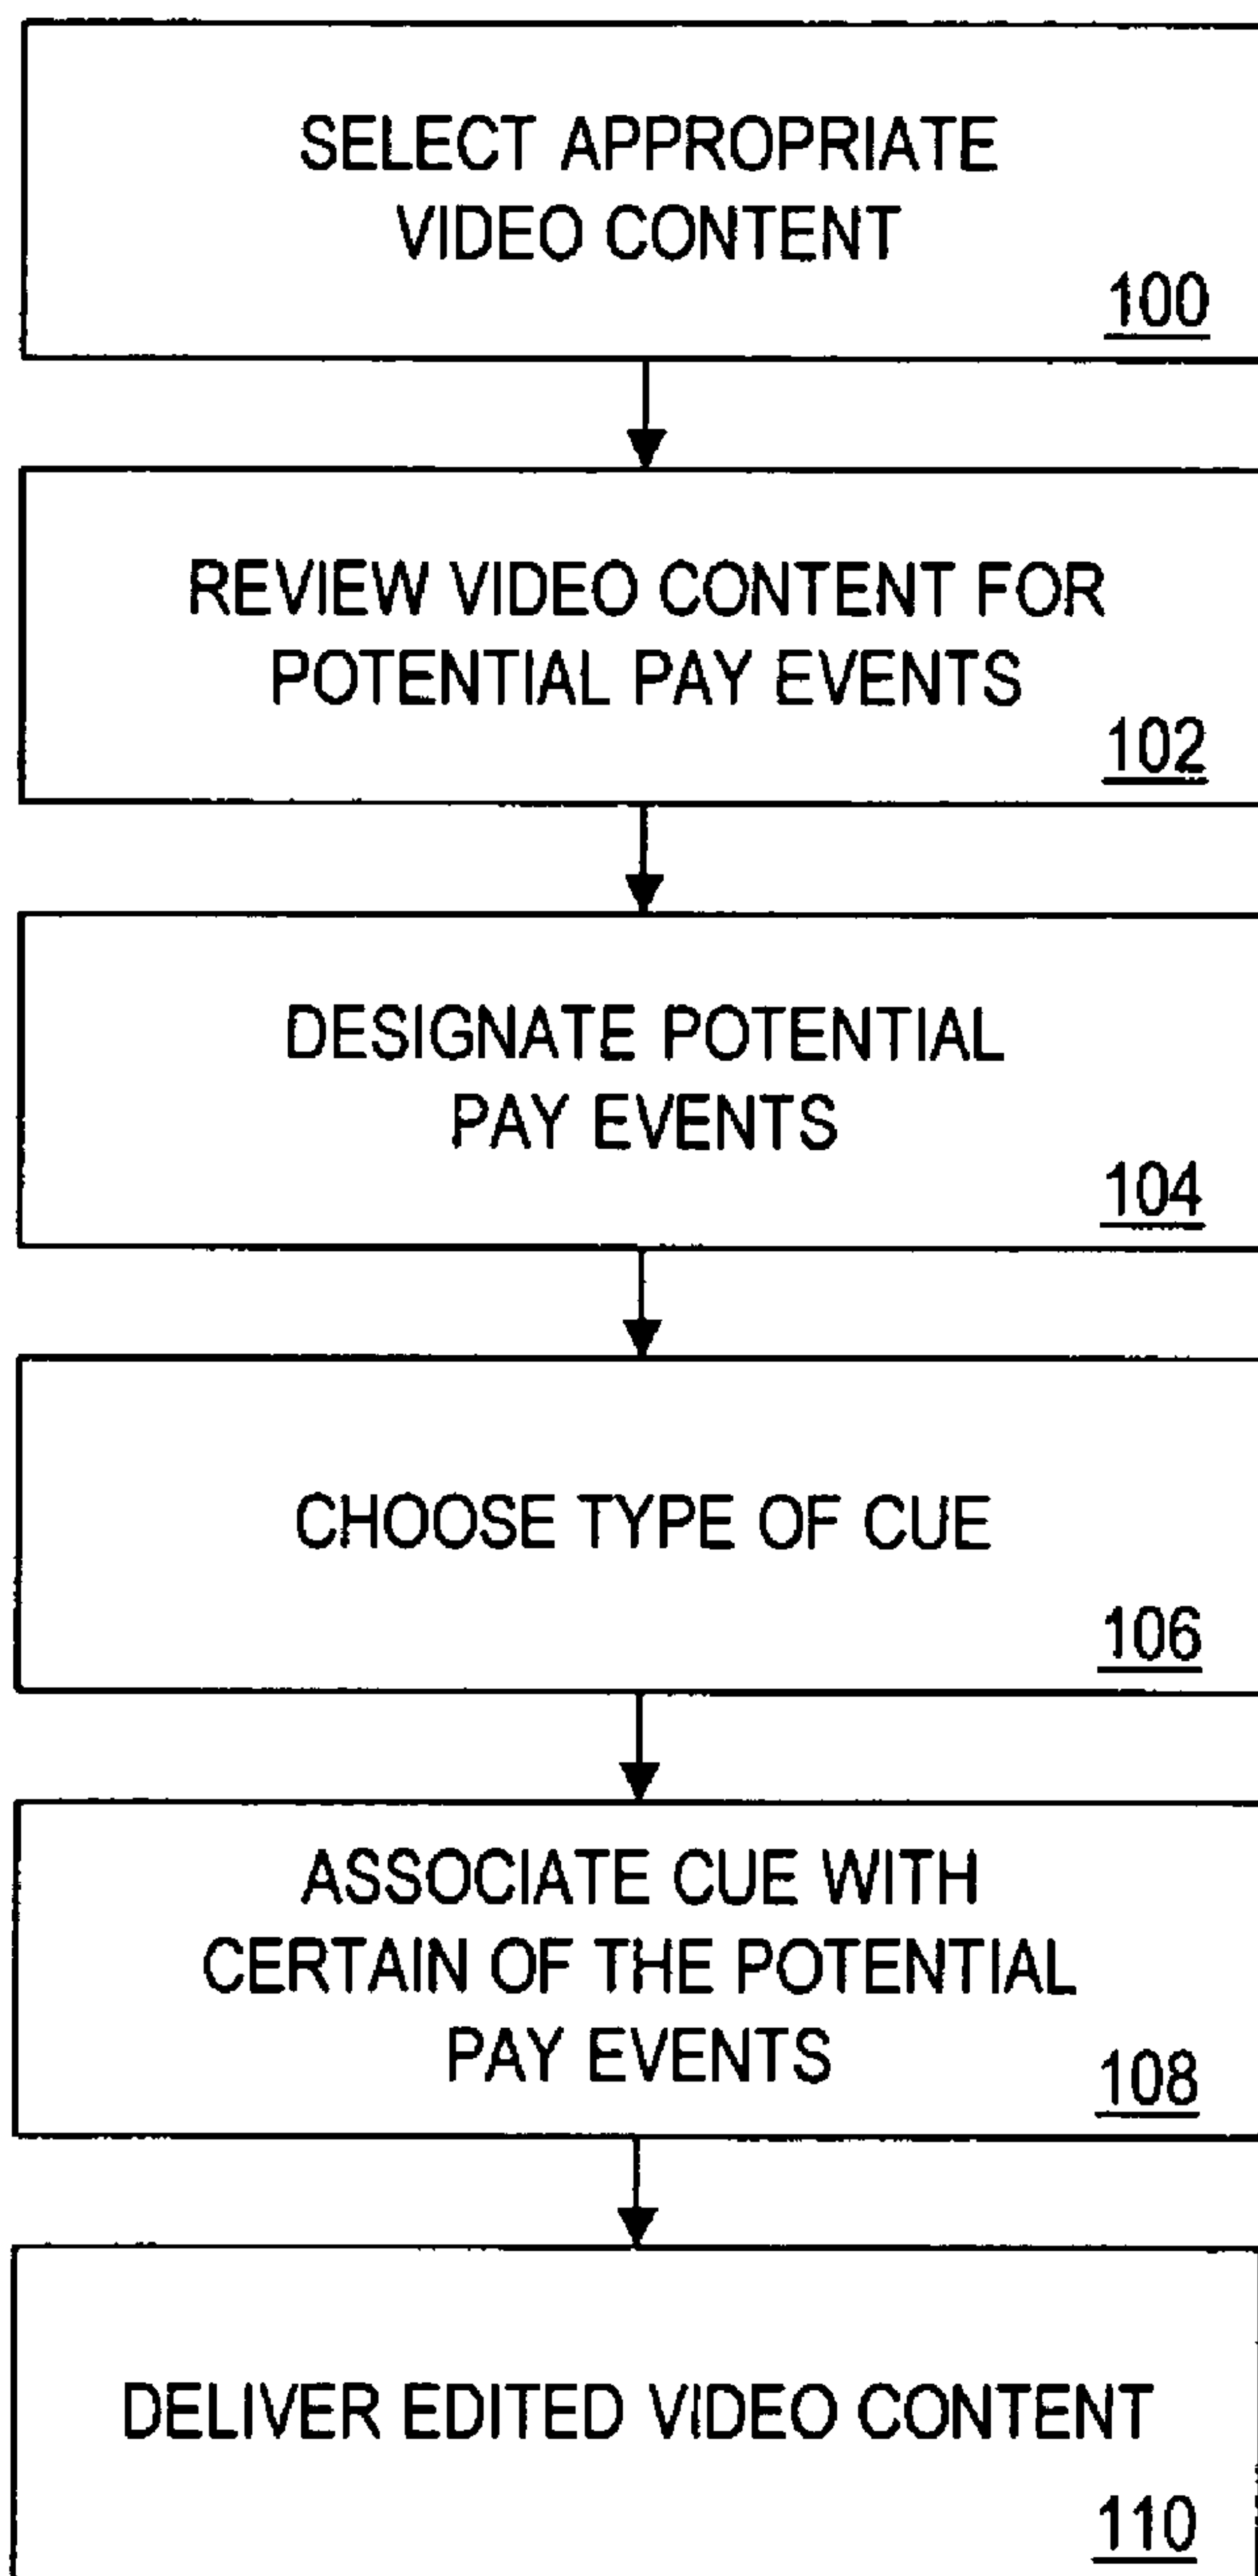 SELECT APPROPRIATE
VIDEO CONTENT
100
REVIEW VIDEO CONTENT FOR
POTENTIAL PAY EVENTS
102
DESIGNATE POTENTIAL
PAY EVENTS
104
CHOOSE TYPE OF CUE
106
ASSOCIATE CUE WITH
CERTAIN OF THE POTENTIAL
PAY EVENTS
108
DELIVER EDITED VIDEO CONTENT
110